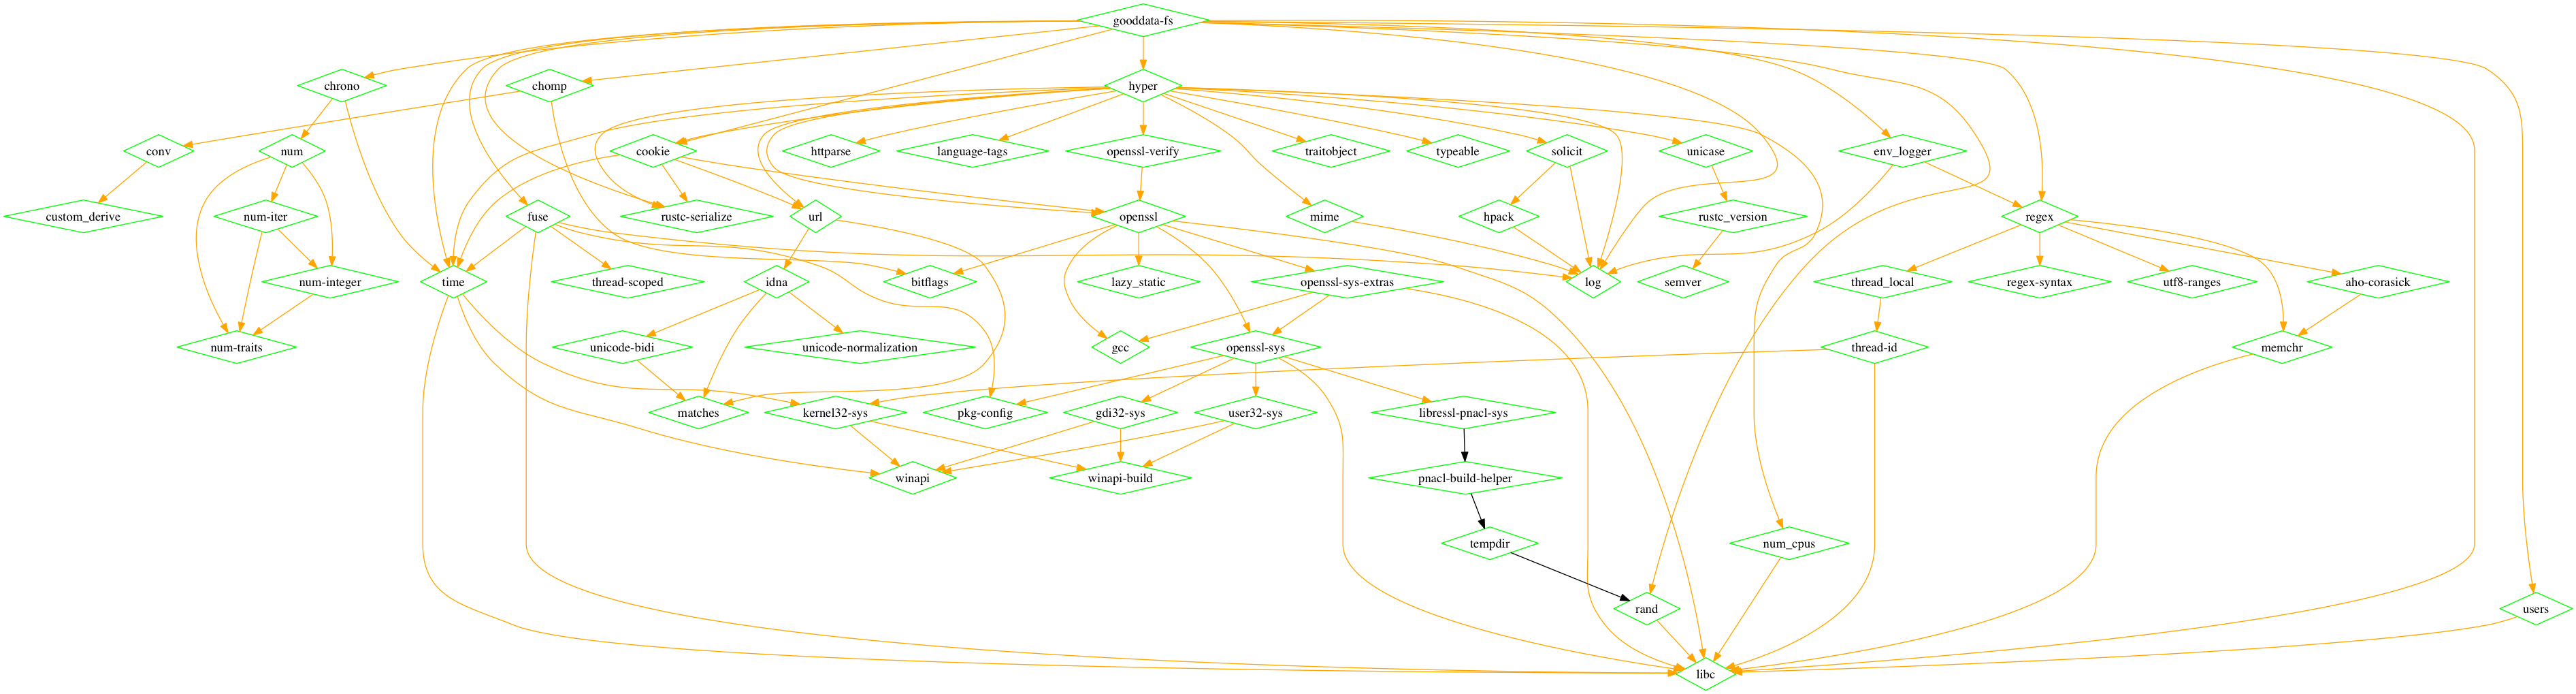 gooddata-fs
chrono
chomp
hyper
conv
num
cookie
httparse
language-tags
openssl-verify
traitobject
typeable
solicit
unicase
env_logger
custom_derive
num-iter
fuse
rustc-serialize
url
openssl
mime
hpack
rustc_version
regex
num-integer
time
thread-scoped
idna
bitflags
lazy_static
openssl-sys-extras
log
semver
thread_local
regex-syntax
utf8-ranges
aho-corasick
num-traits
unicode-bidi
unicode-normalization
gcc
openssl-sys
thread-id
memchr
matches
kernel32-sys
pkg-config
gdi32-sys
user32-sys
libressl-pnacl-sys
winapi
winapi-build
pnacl-build-helper
tempdir
num_cpus
rand
users
libc